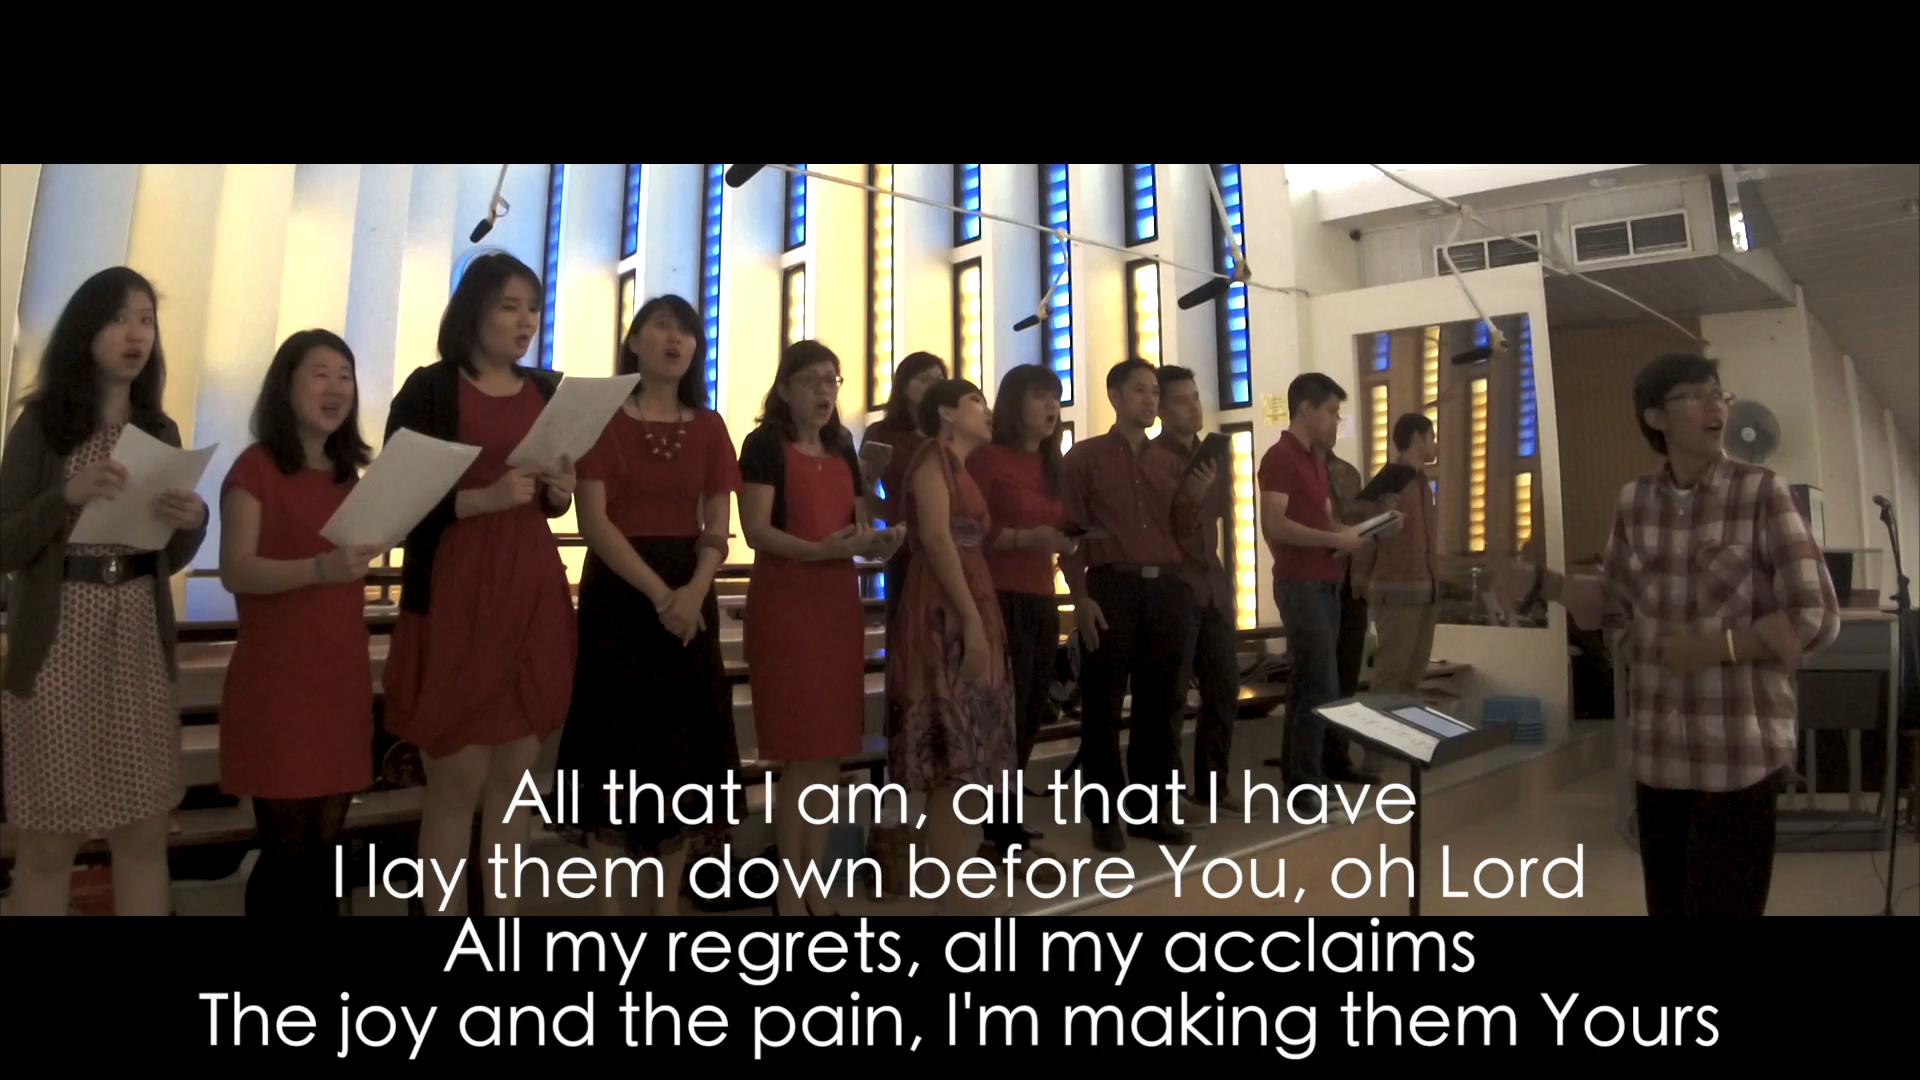 All that I am, all that I have
I lay them down before You, oh Lord
All my regrets, all my acclaims
The joy and the pain, I'm making them Yours